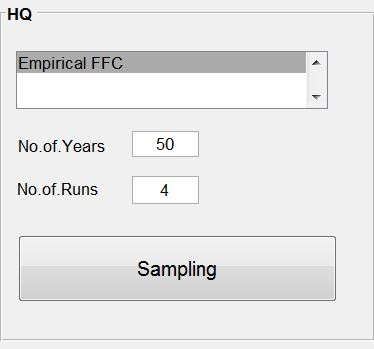 HQ
Empirical FFC
No.of.Years 50
No.of.Runs 4
Sampling